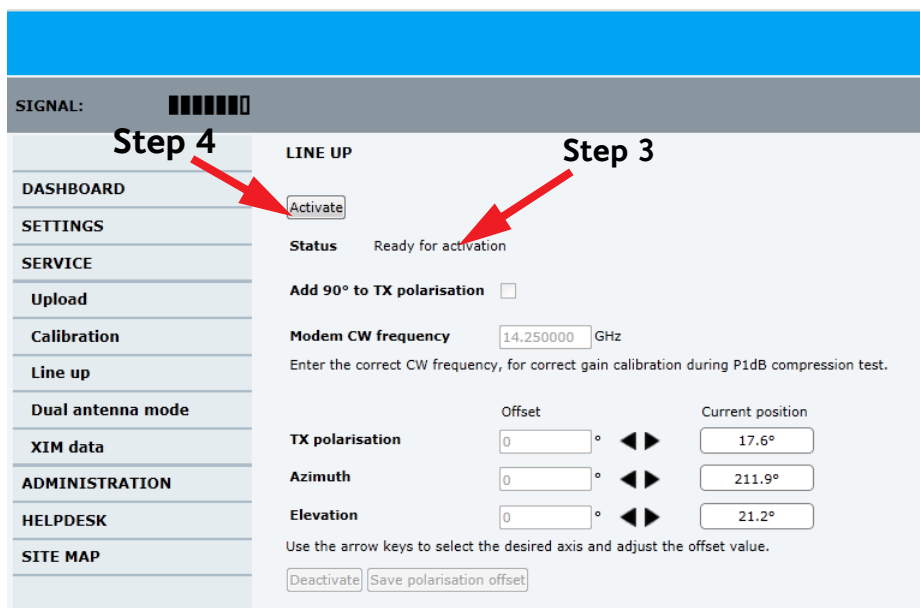 SIGNAL:
Step 4
Step 3
LINE UP
DASHBOARD
SETTINGS
SERVICE
Upload
Calibration
Line up
Dual antenna mode
XIM data
ADMINISTRATION
HELPDESK
SITE MAP
Activate
Status Ready for activation
Add 90° to TX polarisation
Modem CW frequency 14.250000 GHz
Enter the correct CW frequency, for correct gain calibration during P1dB compression test.
Offset Current position
TX polarisation 0 ° 17.6°
Azimuth 0 ° 211.9°
Elevation 0 ° 21.2°
Use the arrow keys to select the desired axis and adjust the offset value.
Deactivate Save polarisation offset